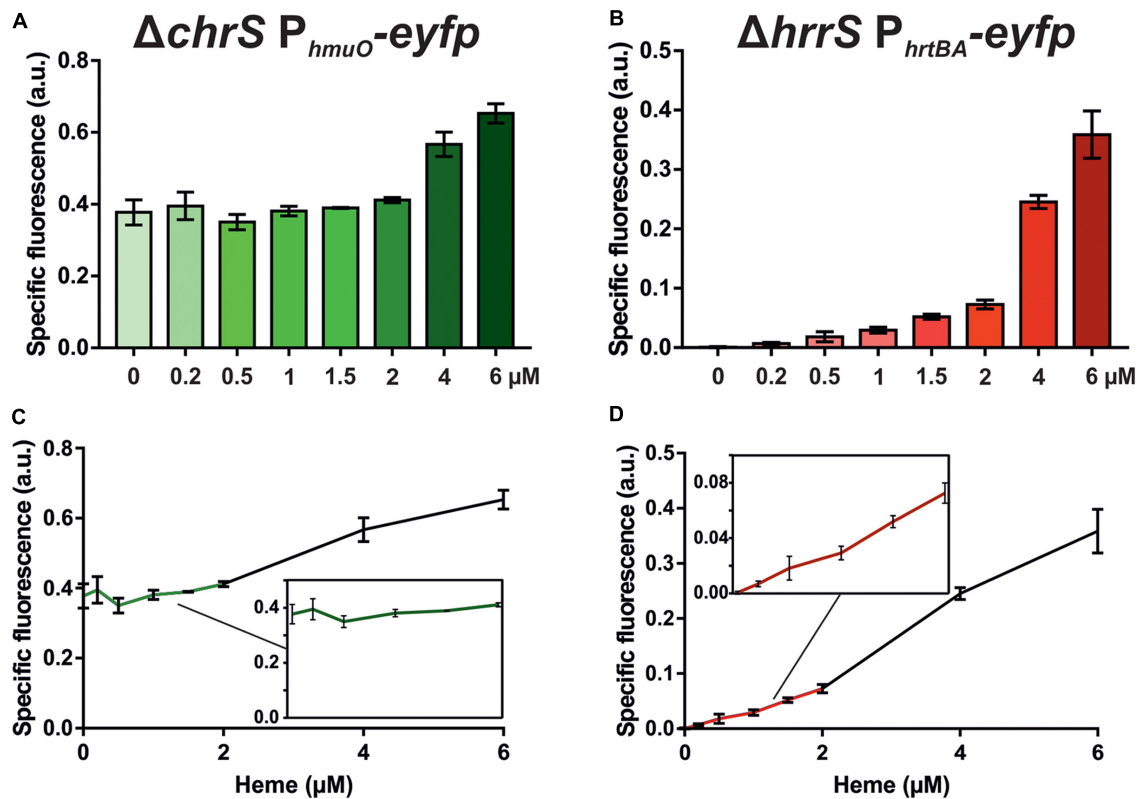 A
ΔchrS PhmuO-eyfp
Specific fluorescence (a.u.)
0.8
0.6
0.4
0.2
0.0
0 0.2 0.5 1 1.5 2 4 6 μM
B
ΔhrrS PhrtBA-eyfp
Specific fluorescence (a.u.)
0.5
0.4
0.3
0.2
0.1
0.0
0 0.2 0.5 1 1.5 2 4 6 μM
C
Specific fluorescence (a.u.)
0.8
0.6
0.4
0.2
0.0
0.4
0.2
0.0
0 2 4 6
Heme (μM)
D
Specific fluorescence (a.u.)
0.5
0.4
0.3
0.2
0.1
0.0
0.08
0.04
0.00
0 2 4 6
Heme (μM)